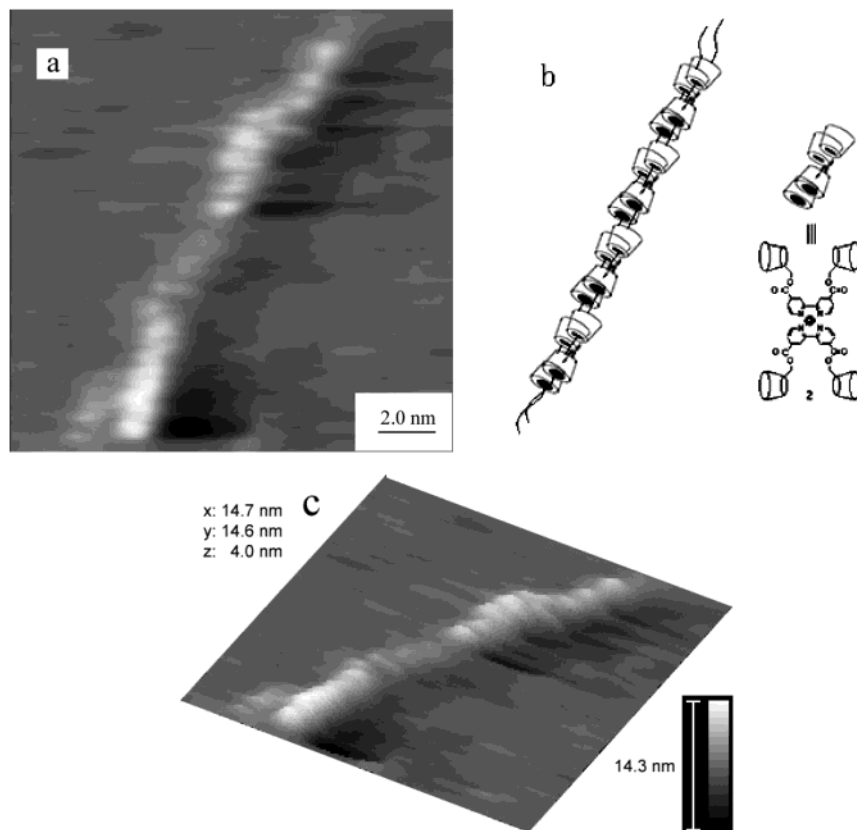 a
2.0 nm
b
O
O
O=C
C=O
N N
N N
O=C
C=O
O
O
2
c
x: 14.7 nm
y: 14.6 nm
z: 4.0 nm
14.3 nm